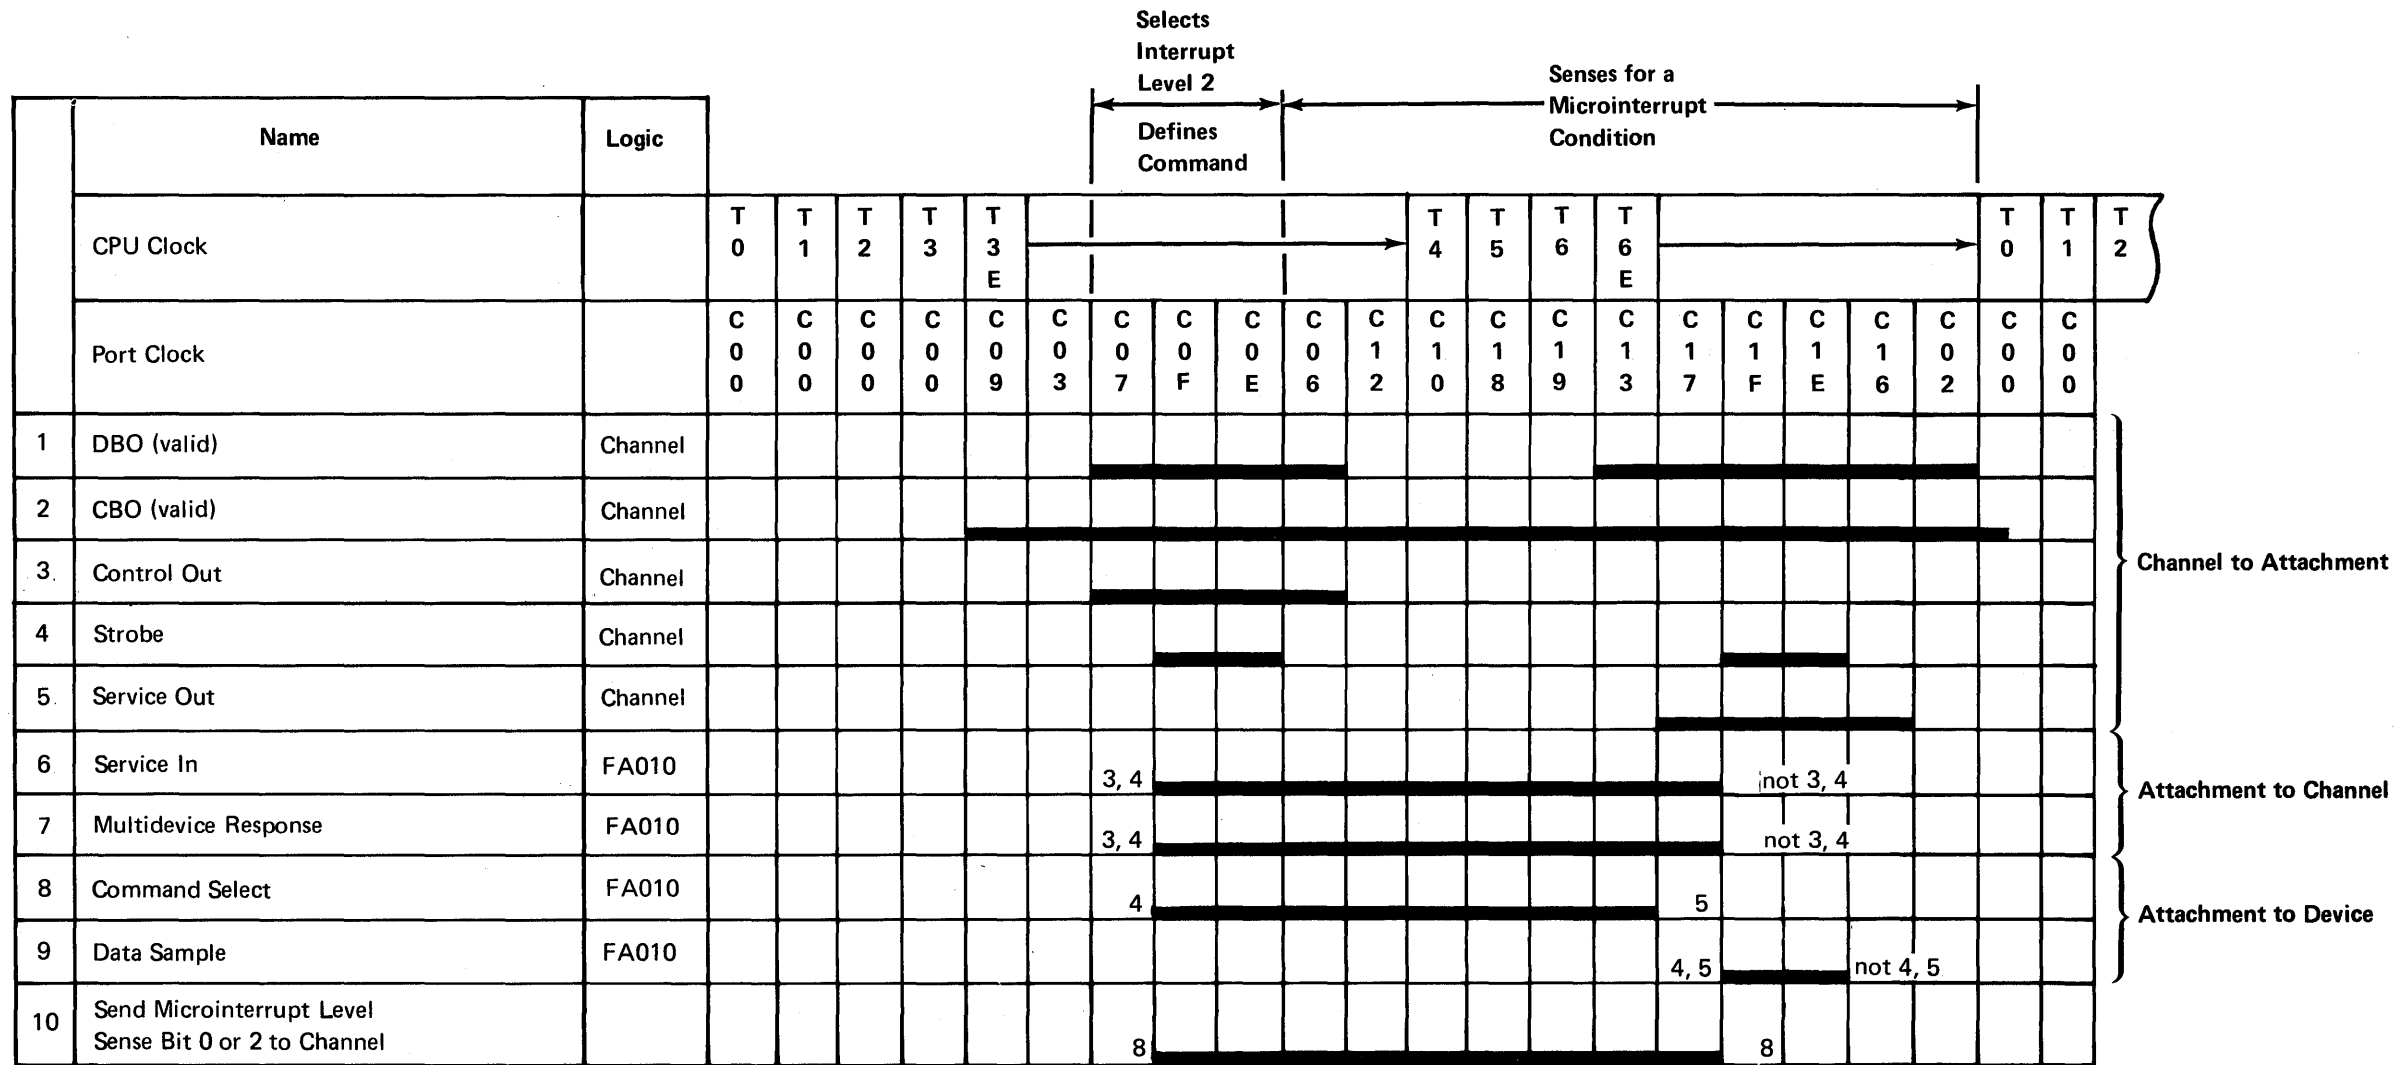 Selects
Interrupt
Level 2
Defines
Command
Senses for a
Microinterrupt
Condition
Name Logic
CPU Clock T0 T1 T2 T3 T3E T4 T5 T6 T6E T0 T1 T2
Port Clock C00 C00 C00 C00 C09 C03 C07 C0F C0E C06 C12 C10 C18 C19 C13 C17 C1F C1E C16 C02 C00 C00
1 DBO (valid) Channel
2 CBO (valid) Channel
3. Control Out Channel
4 Strobe Channel
5. Service Out Channel
Channel to Attachment
6 Service In FA010 3, 4 not 3, 4
7 Multidevice Response FA010 3, 4 not 3, 4
Attachment to Channel
8 Command Select FA010 4 5
9 Data Sample FA010 4, 5 not 4, 5
Attachment to Device
10 Send Microinterrupt Level
Sense Bit 0 or 2 to Channel 8 8